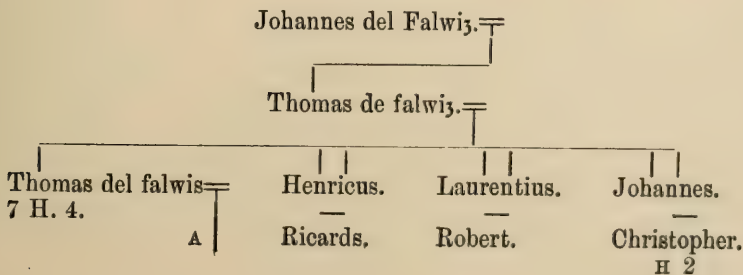 Johannes del Falwiȝ.
Thomas de falwiȝ.
Thomas del falwis Henricus. Laurentius. Johannes.
7 H. 4.
A Ricards. Robert. Christopher.
H 2